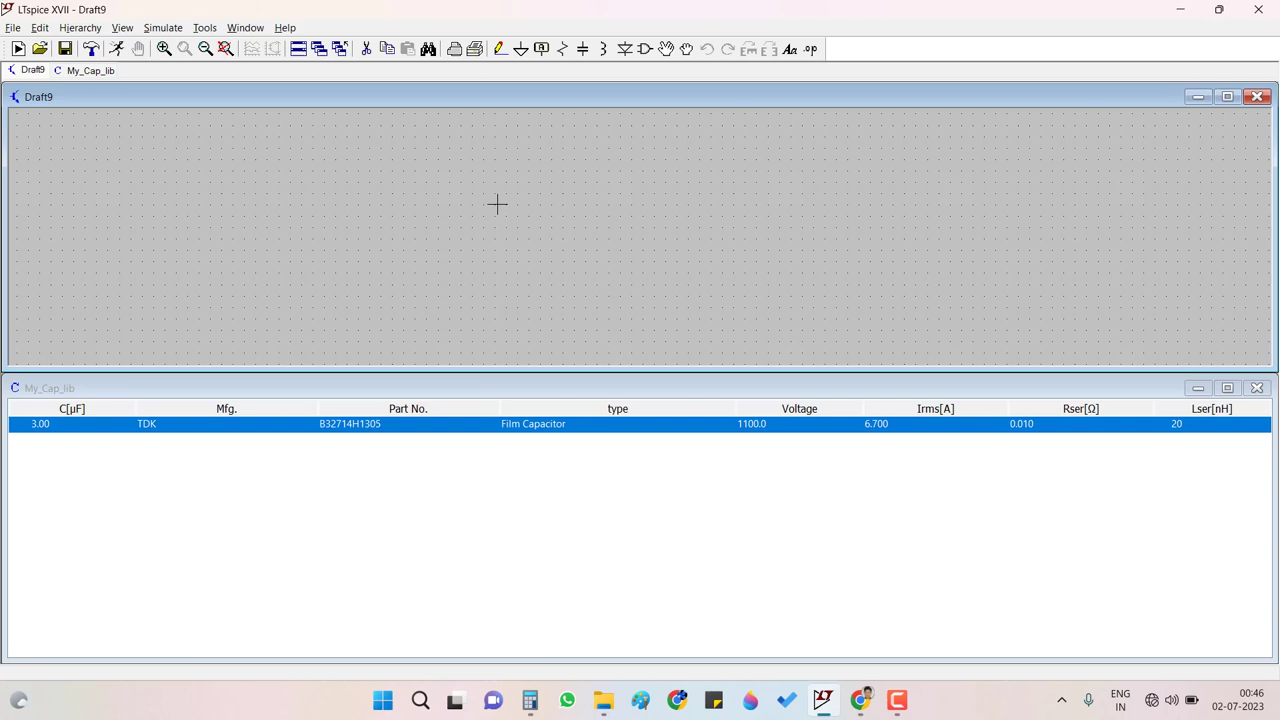 LTspice XVII - Draft9
File Edit Hierarchy View Simulate Tools Window Help
Aa .op
Draft9 My_Cap_lib
Draft9
My_Cap_lib
C[µF] Mfg. Part No. type Voltage Irms[A] Rser[Ω] Lser[nH]
3.00 TDK B32714H1305 Film Capacitor 1100.0 6.700 0.010 20
ENG 00:46
IN 02-07-2023